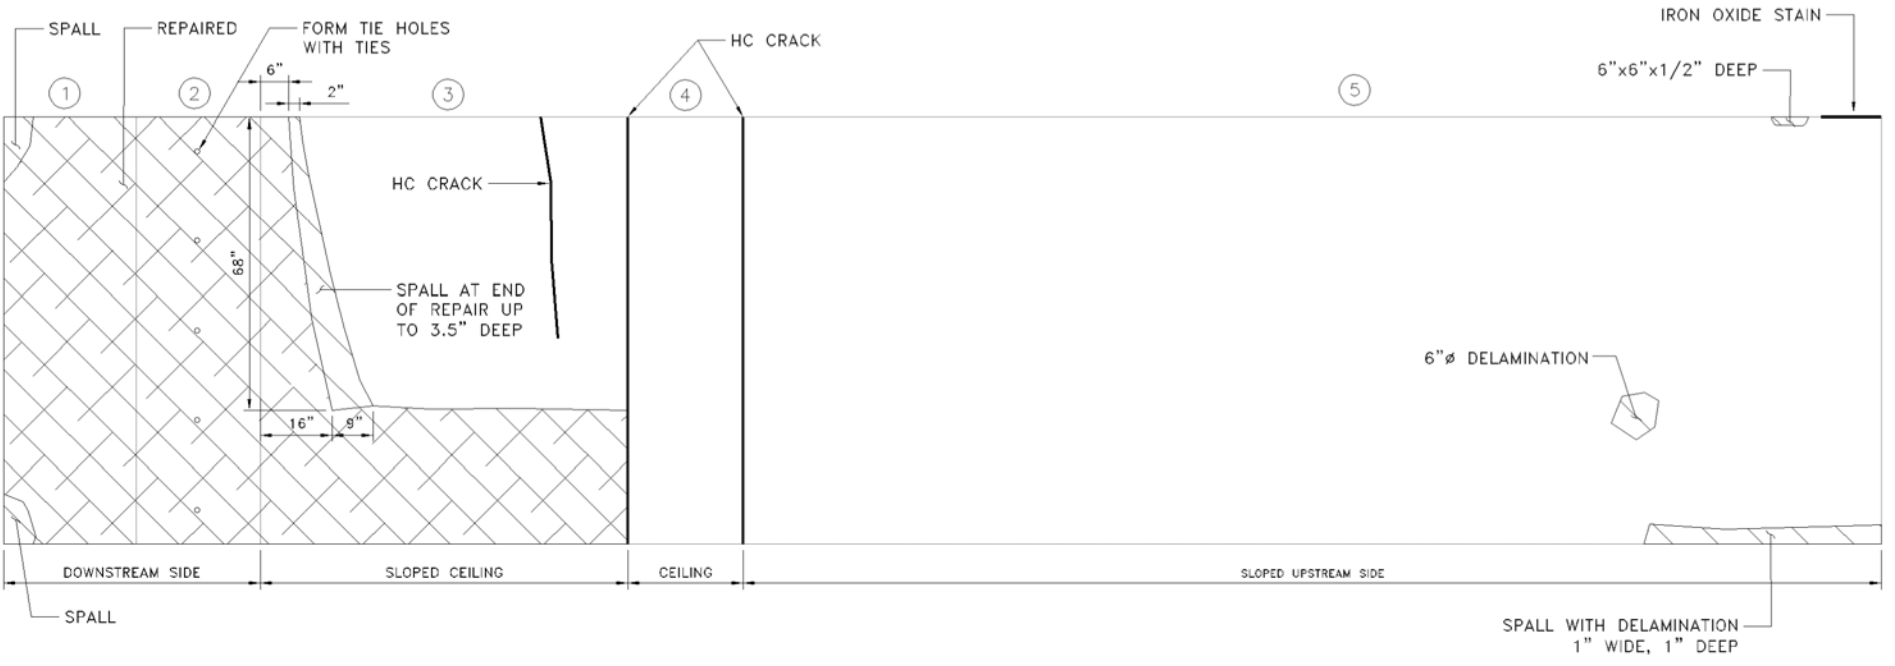 IRON OXIDE STAIN
SPALL
REPAIRED
FORM TIE HOLES
WITH TIES
HC CRACK
6"
6"x6"x1/2" DEEP
2"
1
2
3
4
5
HC CRACK
68"
SPALL AT END
OF REPAIR UP
TO 3.5" DEEP
6"ø DELAMINATION
16"
9"
DOWNSTREAM SIDE
SLOPED CEILING
CEILING
SLOPED UPSTREAM SIDE
SPALL
SPALL WITH DELAMINATION
1" WIDE, 1" DEEP